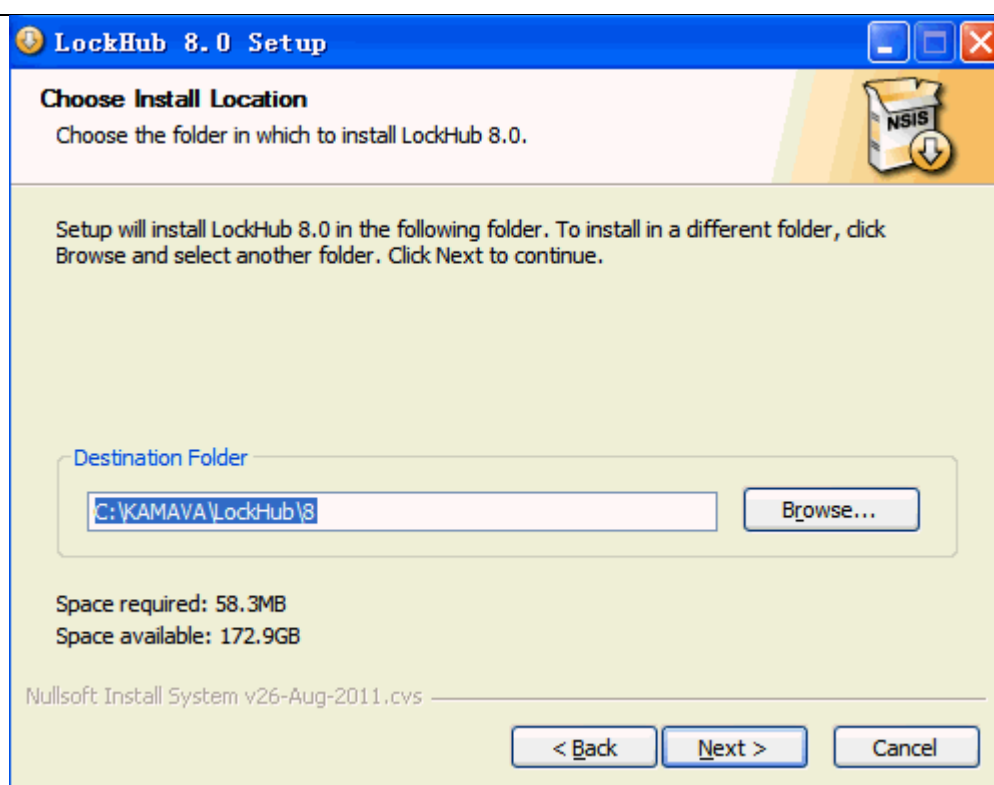 LockHub 8.0 Setup
Choose Install Location
Choose the folder in which to install LockHub 8.0.
NSIS
Setup will install LockHub 8.0 in the following folder. To install in a different folder, click
Browse and select another folder. Click Next to continue.
Destination Folder
C:\KAMAVA\LockHub\8
Browse...
Space required: 58.3MB
Space available: 172.9GB
Nullsoft Install System v26-Aug-2011.cvs
< Back
Next >
Cancel